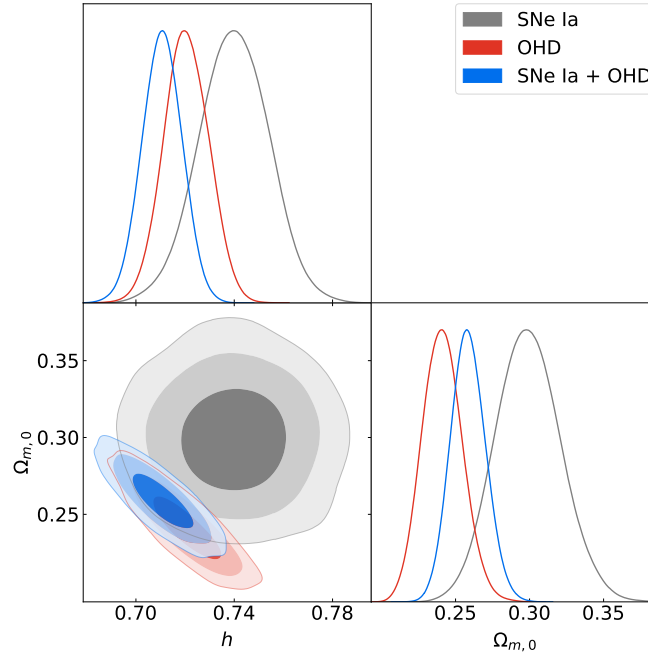 SNe Ia
OHD
SNe Ia + OHD
0.35
0.30
0.25
Ω_{m,0}
0.70 0.74 0.78
h
0.25 0.30 0.35
Ω_{m,0}